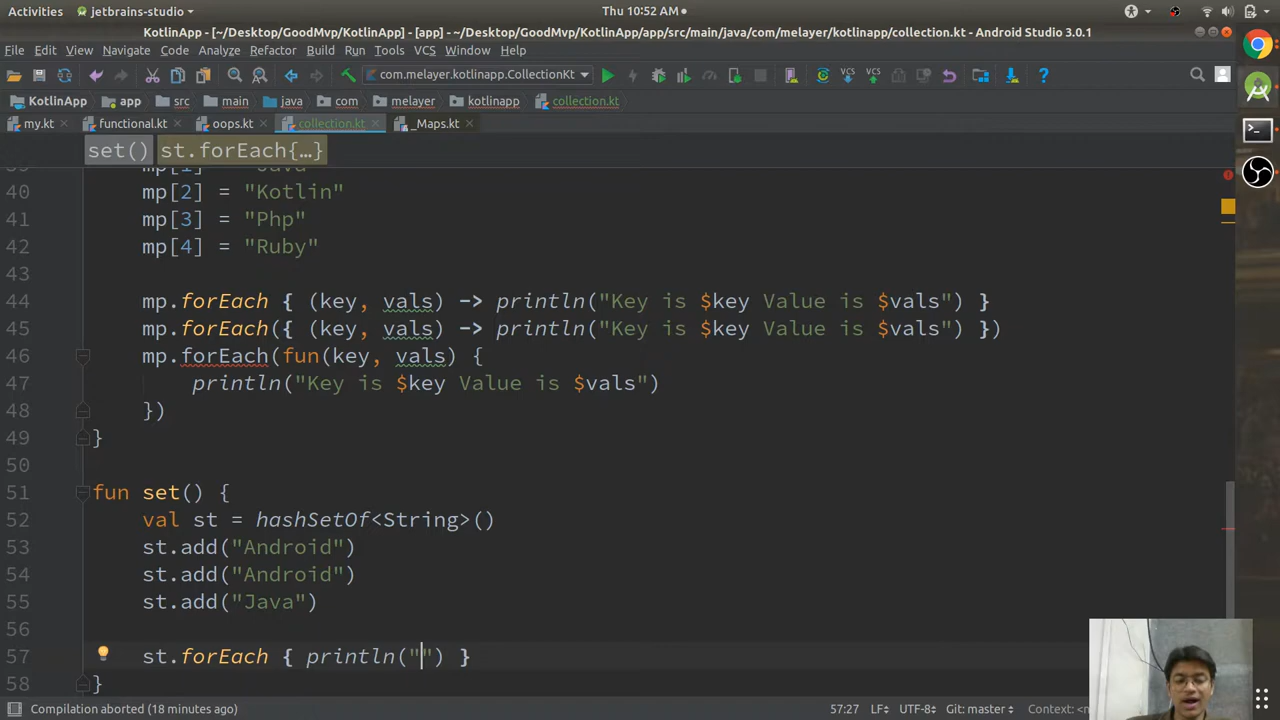 Activities jetbrains-studio Thu 10:52 AM
KotlinApp - [~/Desktop/GoodMvp/KotlinApp] - [app] - ~/Desktop/GoodMvp/KotlinApp/app/src/main/java/com/melayer/kotlinapp/collection.kt - Android Studio 3.0.1
File Edit View Navigate Code Analyze Refactor Build Run Tools VCS Window Help
com.melayer.kotlinapp.CollectionKt VCS VCS
KotlinApp app src main java com melayer kotlinapp collection.kt
my.kt functional.kt oops.kt collection.kt _Maps.kt
set() st.forEach{…}
39 mp[1] = "Java"
40 mp[2] = "Kotlin"
41 mp[3] = "Php"
42 mp[4] = "Ruby"
43
44 mp.forEach { (key, vals) -> println("Key is $key Value is $vals") }
45 mp.forEach({ (key, vals) -> println("Key is $key Value is $vals") })
46 mp.forEach(fun(key, vals) {
47 println("Key is $key Value is $vals")
48 })
49 }
50
51 fun set() {
52 val st = hashSetOf<String>()
53 st.add("Android")
54 st.add("Android")
55 st.add("Java")
56
57 st.forEach { println("") }
58 }
Compilation aborted (18 minutes ago) 57:27 LF÷ UTF-8÷ Git: master÷ Context: